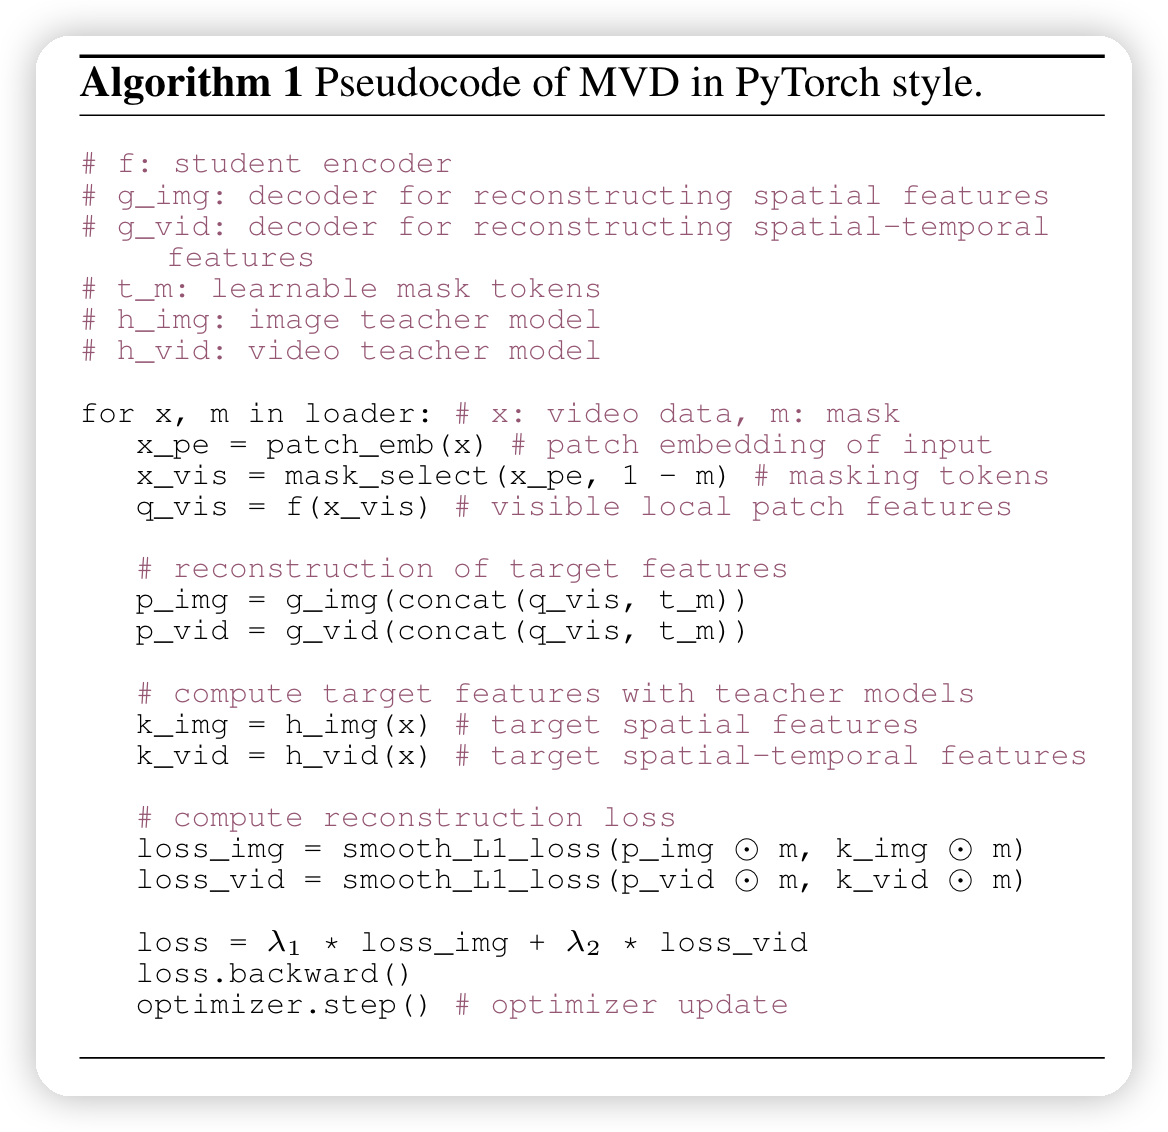 Algorithm 1 Pseudocode of MVD in PyTorch style.
# f: student encoder
# g_img: decoder for reconstructing spatial features
# g_vid: decoder for reconstructing spatial-temporal
features
# t_m: learnable mask tokens
# h_img: image teacher model
# h_vid: video teacher model
for x, m in loader: # x: video data, m: mask
x_pe = patch_emb(x) # patch embedding of input
x_vis = mask_select(x_pe, 1 - m) # masking tokens
q_vis = f(x_vis) # visible local patch features
# reconstruction of target features
p_img = g_img(concat(q_vis, t_m))
p_vid = g_vid(concat(q_vis, t_m))
# compute target features with teacher models
k_img = h_img(x) # target spatial features
k_vid = h_vid(x) # target spatial-temporal features
# compute reconstruction loss
loss_img = smooth_L1_loss(p_img ⊙ m, k_img ⊙ m)
loss_vid = smooth_L1_loss(p_vid ⊙ m, k_vid ⊙ m)
loss = λ₁ * loss_img + λ₂ * loss_vid
loss.backward()
optimizer.step() # optimizer update